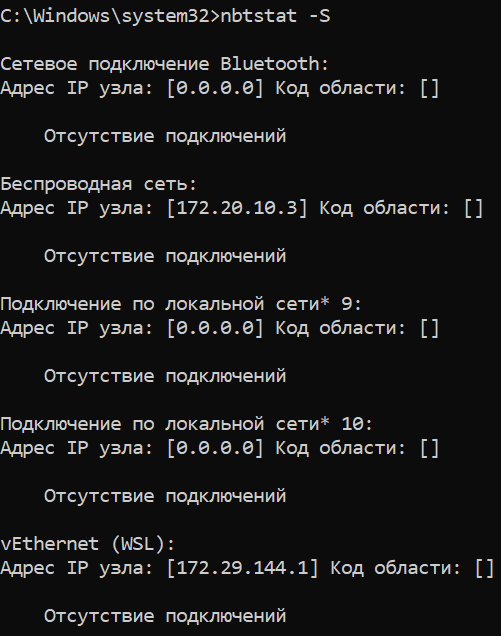 C:\Windows\system32>nbtstat -S
Сетевое подключение Bluetooth:
Адрес IP узла: [0.0.0.0] Код области: []
Отсутствие подключений
Беспроводная сеть:
Адрес IP узла: [172.20.10.3] Код области: []
Отсутствие подключений
Подключение по локальной сети* 9:
Адрес IP узла: [0.0.0.0] Код области: []
Отсутствие подключений
Подключение по локальной сети* 10:
Адрес IP узла: [0.0.0.0] Код области: []
Отсутствие подключений
vEthernet (WSL):
Адрес IP узла: [172.29.144.1] Код области: []
Отсутствие подключений